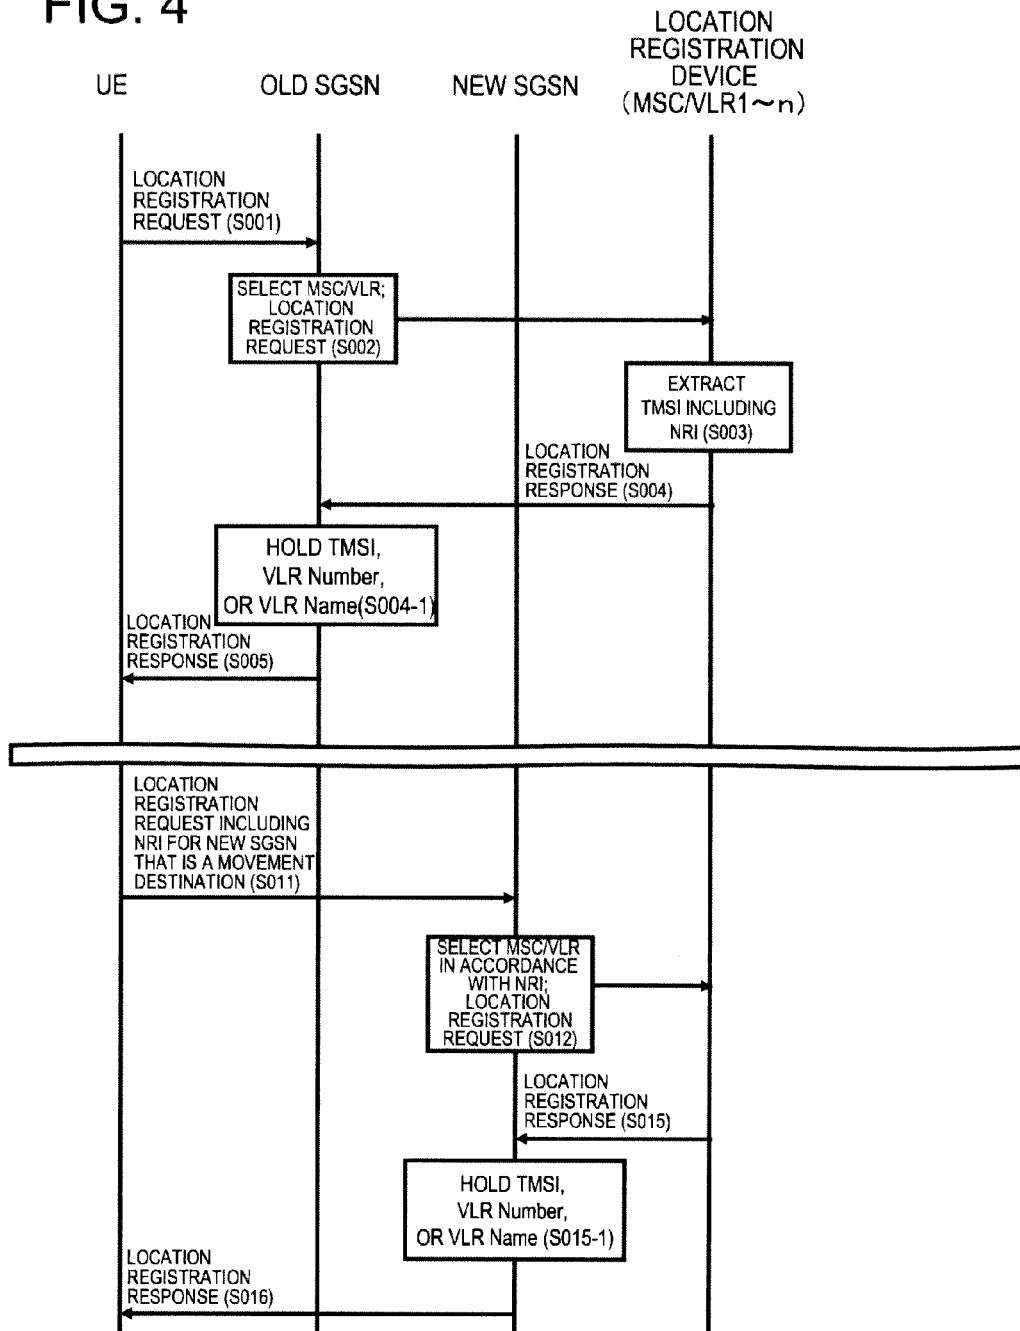 FIG. 4
UE
OLD SGSN
NEW SGSN
LOCATION
REGISTRATION
DEVICE
(MSC/VLR1~n)
LOCATION
REGISTRATION
REQUEST (S001)
SELECT MSC/VLR;
LOCATION
REGISTRATION
REQUEST (S002)
EXTRACT
TMSI INCLUDING
NRI (S003)
LOCATION
REGISTRATION
RESPONSE (S004)
HOLD TMSI,
VLR Number,
OR VLR Name(S004-1)
LOCATION
REGISTRATION
RESPONSE (S005)
LOCATION
REGISTRATION
REQUEST INCLUDING
NRI FOR NEW SGSN
THAT IS A MOVEMENT
DESTINATION (S011)
SELECT MSC/VLR
IN ACCORDANCE
WITH NRI;
LOCATION
REGISTRATION
REQUEST (S012)
LOCATION
REGISTRATION
RESPONSE (S015)
HOLD TMSI,
VLR Number,
OR VLR Name (S015-1)
LOCATION
REGISTRATION
RESPONSE (S016)